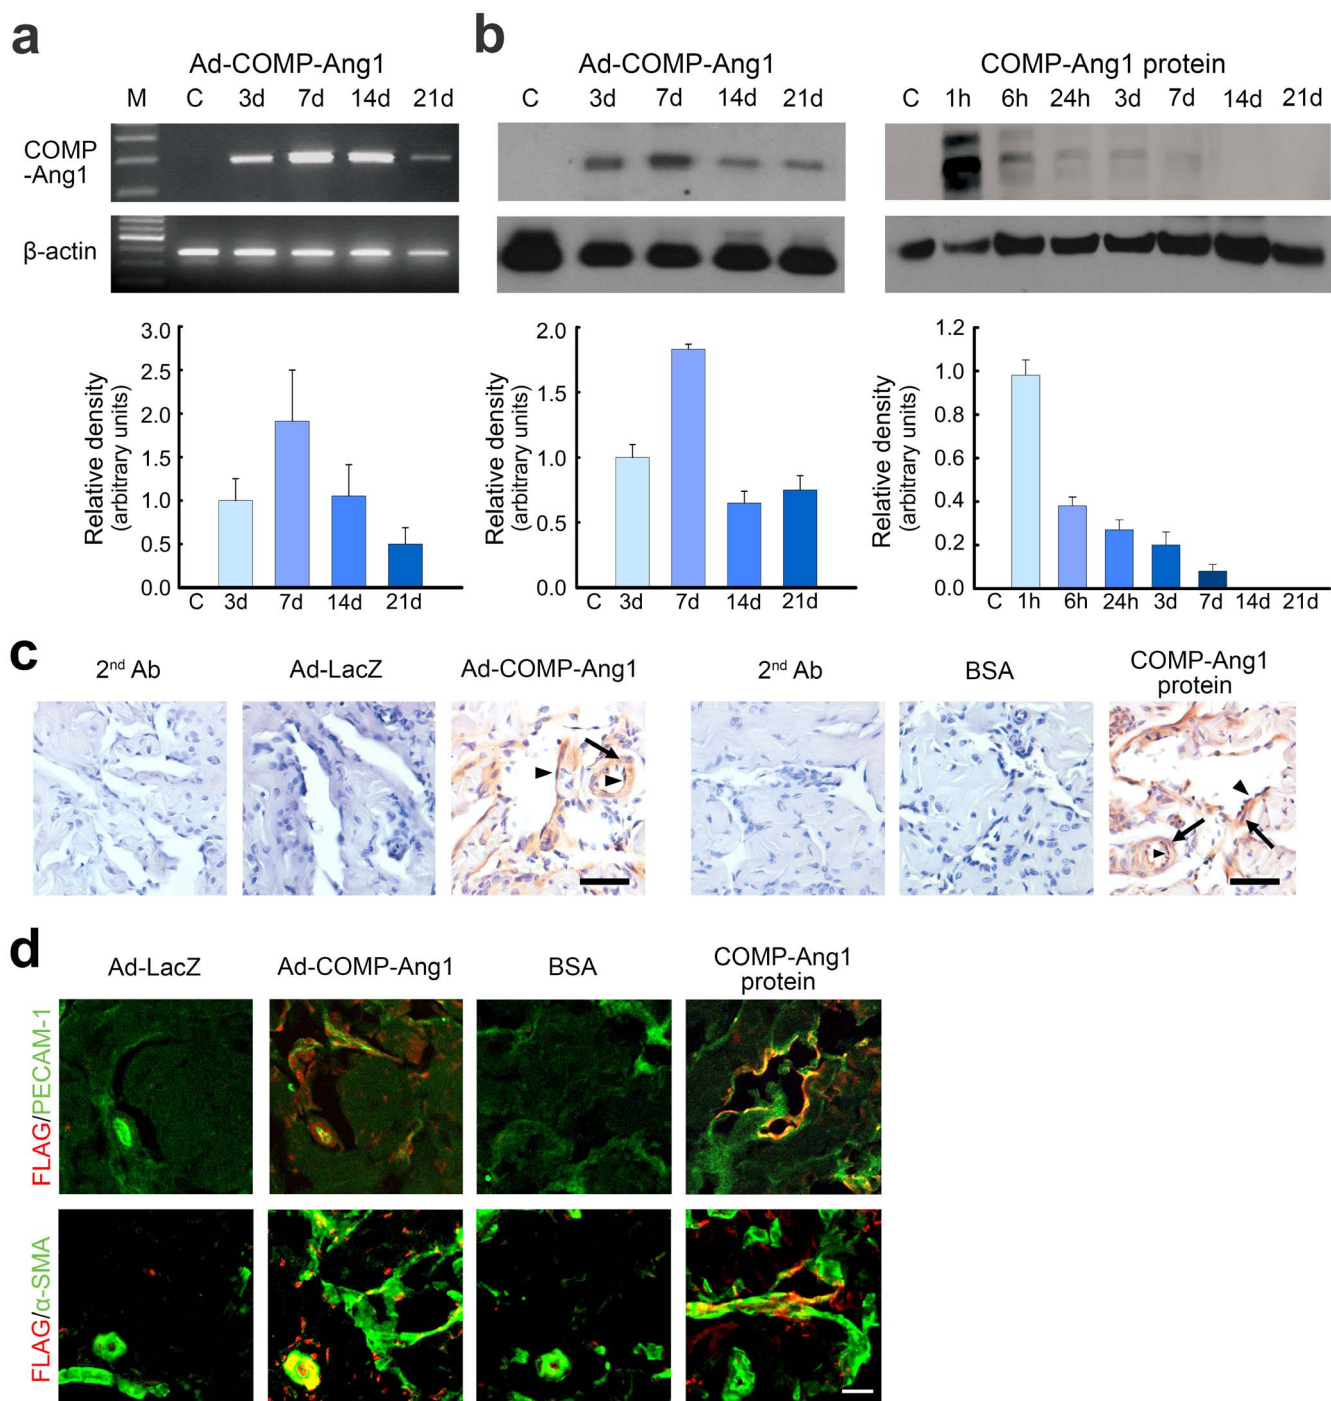 a
b
Ad-COMP-Ang1
Ad-COMP-Ang1
COMP-Ang1 protein
M C 3d 7d 14d 21d
C 3d 7d 14d 21d
C 1h 6h 24h 3d 7d 14d 21d
COMP
-Ang1
β-actin
Relative density
(arbitrary units)
3.0
2.5
2.0
1.5
1.0
0.5
0.0
C 3d 7d 14d 21d
Relative density
(arbitrary units)
2.0
1.5
1.0
0.5
0.0
C 3d 7d 14d 21d
Relative density
(arbitrary units)
1.2
1.0
0.8
0.6
0.4
0.2
0.0
C 1h 6h 24h 3d 7d 14d 21d
c
2nd Ab
Ad-LacZ
Ad-COMP-Ang1
2nd Ab
BSA
COMP-Ang1
protein
d
Ad-LacZ
Ad-COMP-Ang1
BSA
COMP-Ang1
protein
FLAG/PECAM-1
FLAG/α-SMA